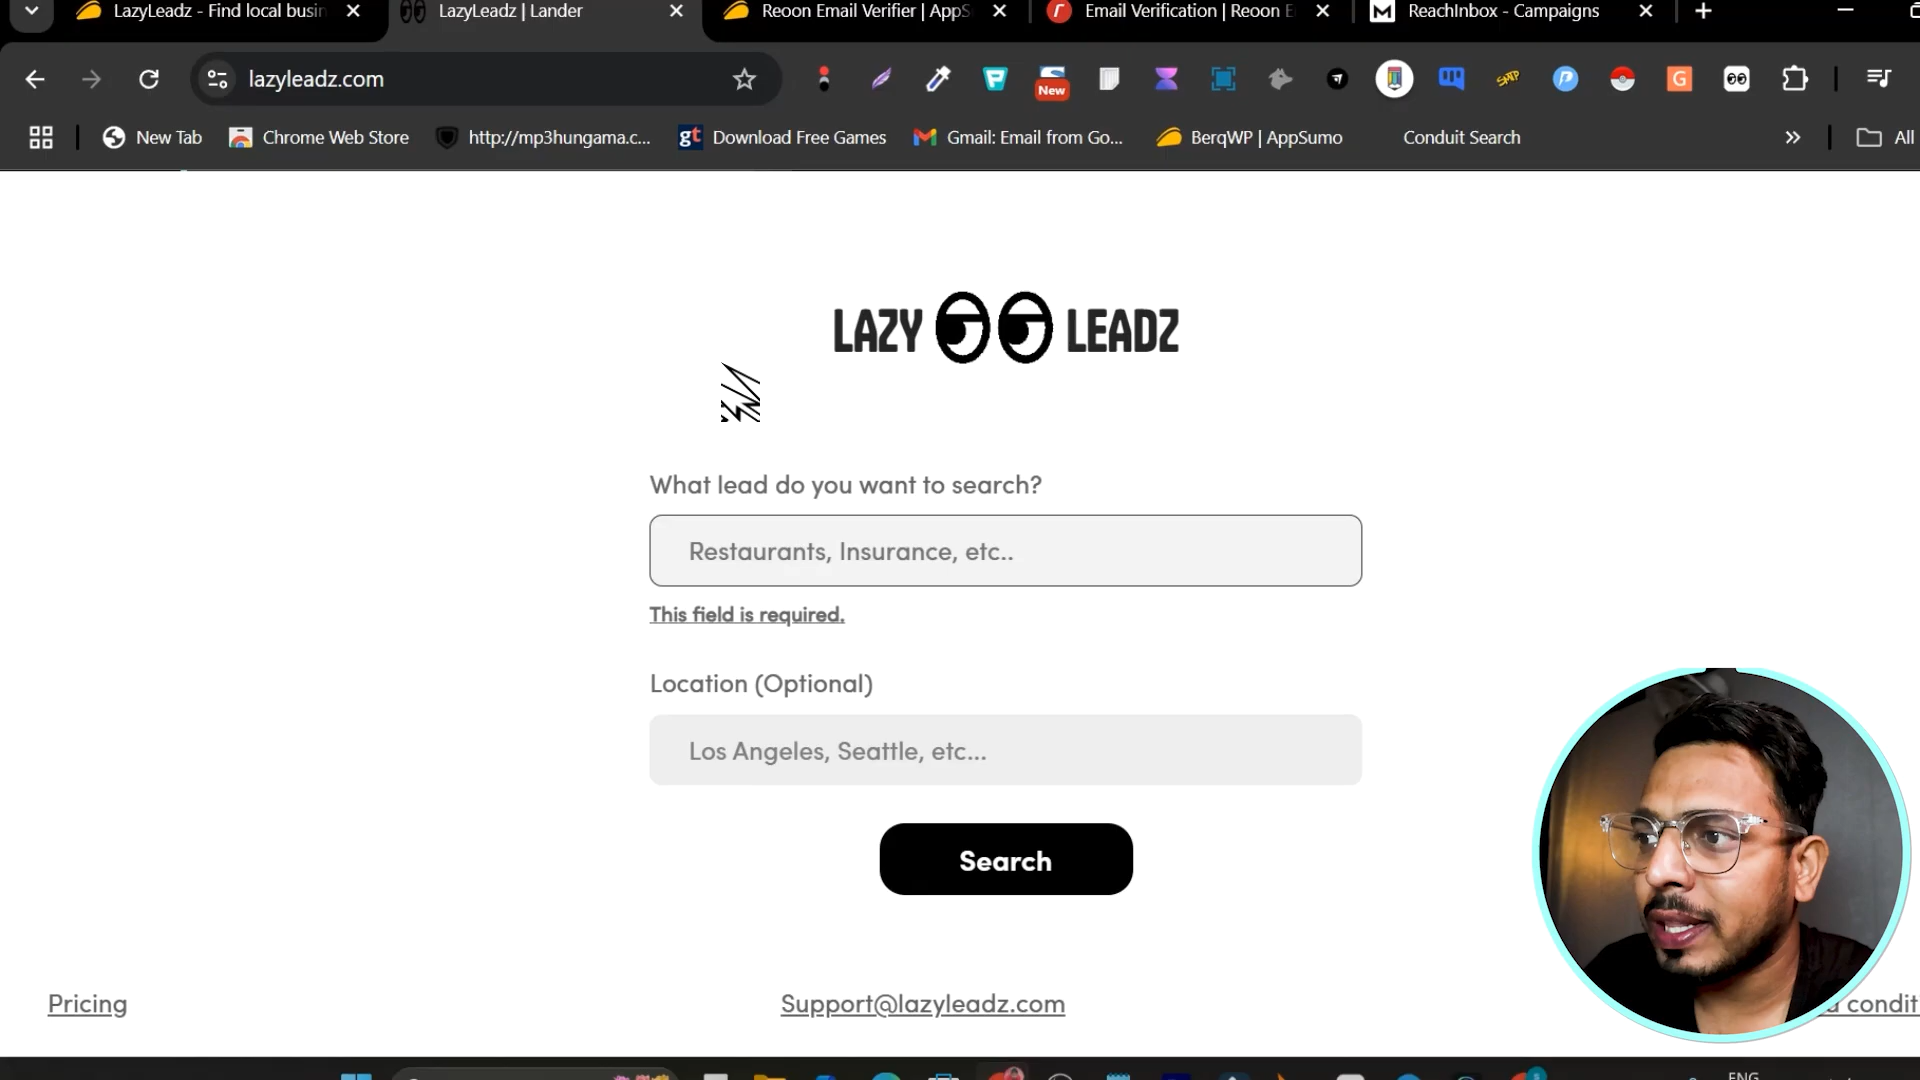 LazyLeadz - Find local busin
LazyLeadz | Lander
Reoon Email Verifier | AppS
Email Verification | Reoon E
ReachInbox - Campaigns
lazyleadz.com
New
New Tab
Chrome Web Store
http://mp3hungama.c...
gt
Download Free Games
Gmail: Email from Go...
BerqWP | AppSumo
Conduit Search
All
LAZY LEADZ
What lead do you want to search?
Restaurants, Insurance, etc..
This field is required.
Location (Optional)
Los Angeles, Seattle, etc...
Search
Pricing
Support@lazyleadz.com
condit
ENG